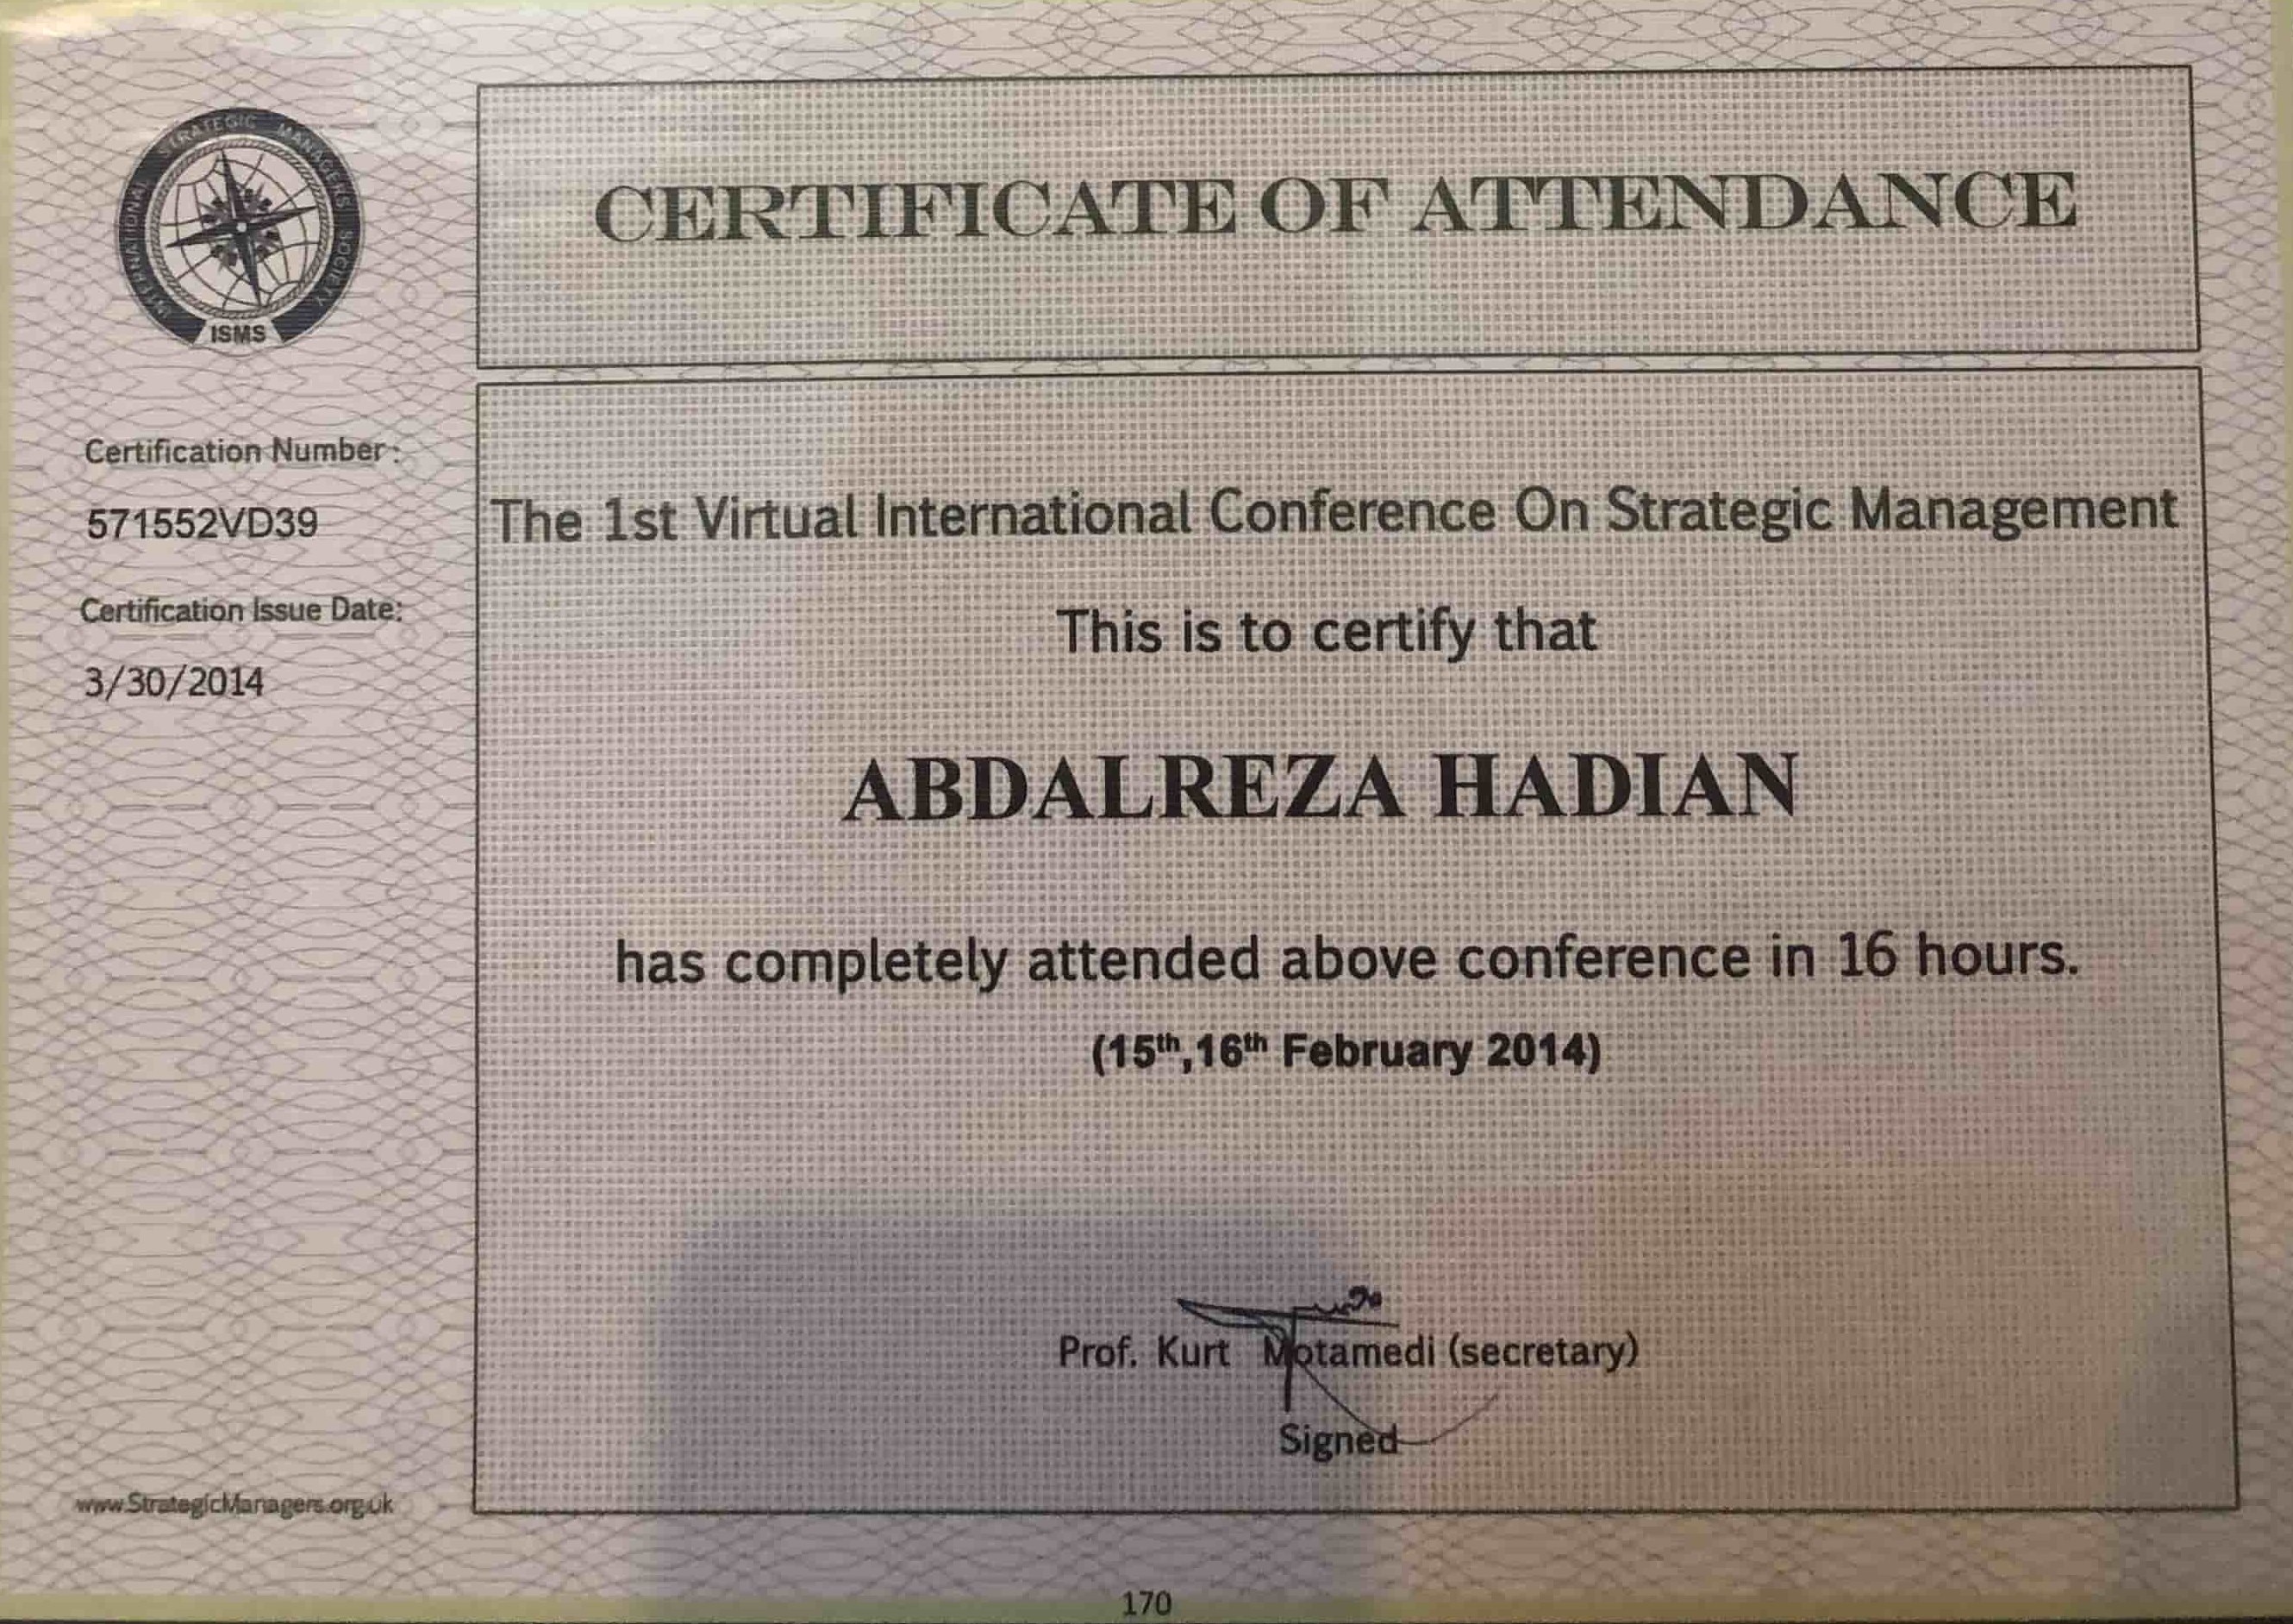 INTERNATIONAL STRATEGIC MANAGERS SOCIETY
ISMS
CERTIFICATE OF ATTENDANCE
Certification Number :
571552VD39
Certification Issue Date:
3/30/2014
The 1st Virtual International Conference On Strategic Management
This is to certify that
ABDALREZA HADIAN
has completely attended above conference in 16 hours.
(15th,16th February 2014)
Prof. Kurt Motamedi (secretary)
Signed
www.StrategicManagers.org.uk
170